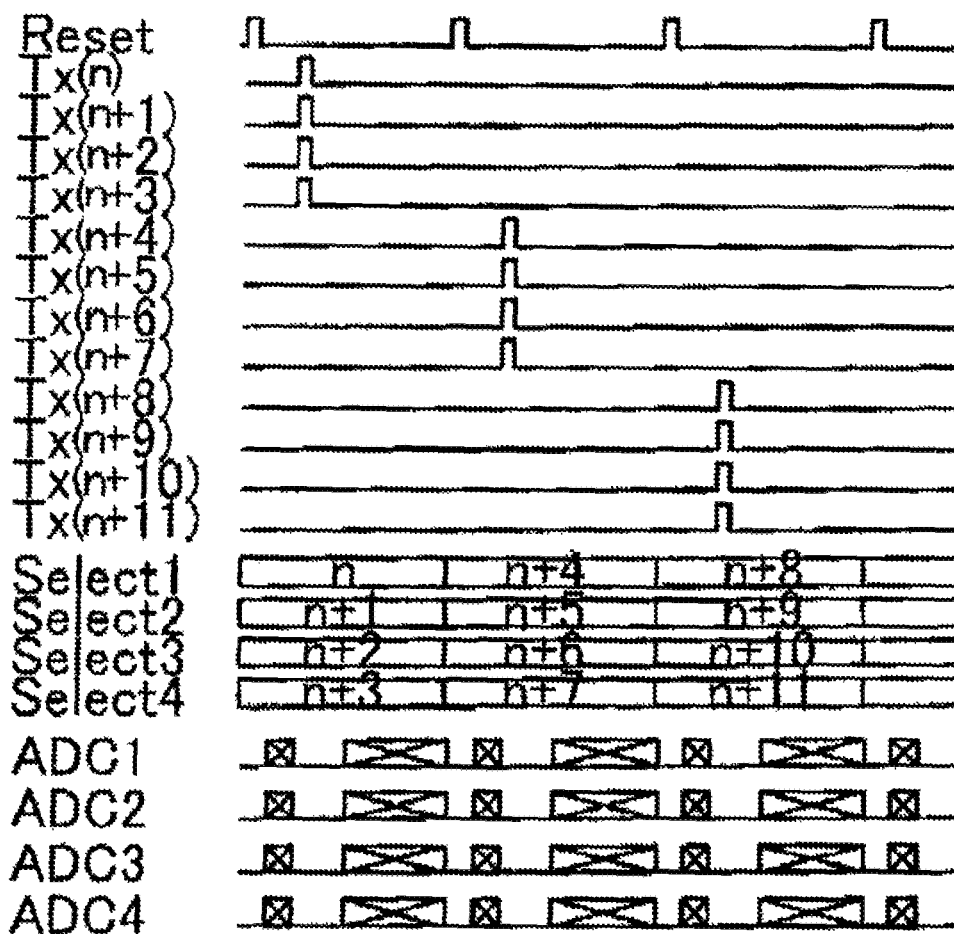 Reset
Tx(n)
Tx(n+1)
Tx(n+2)
Tx(n+3)
Tx(n+4)
Tx(n+5)
Tx(n+6)
Tx(n+7)
Tx(n+8)
Tx(n+9)
Tx(n+10)
Tx(n+11)
Select1 n n+4 n+8
Select2 n+1 n+5 n+9
Select3 n+2 n+6 n+10
Select4 n+3 n+7 n+11
ADC1
ADC2
ADC3
ADC4